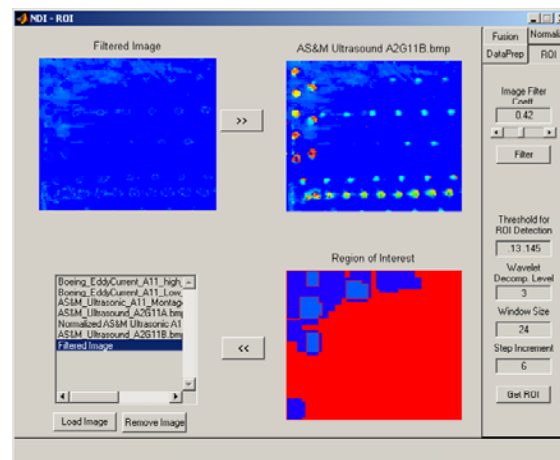 NDI - ROI
Fusion
Normaliz
DataPrep
ROI
Filtered Image
AS&M Ultrasound A2G11B.bmp
>>
Image Filter
Coeff
0.42
Filter
Threshold for
ROI Detection
.13 .145
Wavelet
Decomp. Level
3
Window Size
24
Step Increment
6
Get ROI
Region of Interest
Boeing_EddyCurrent_A11_high_
Boeing_EddyCurrent_A11_Low_
AS&M_Ultrasonic_A11_Montag
AS&M_Ultrasound_A2G11A.bmp
Normalized AS&M Ultrasonic A1
AS&M_Ultrasound_A2G11B.bmp
Filtered Image
<<
Load Image
Remove Image